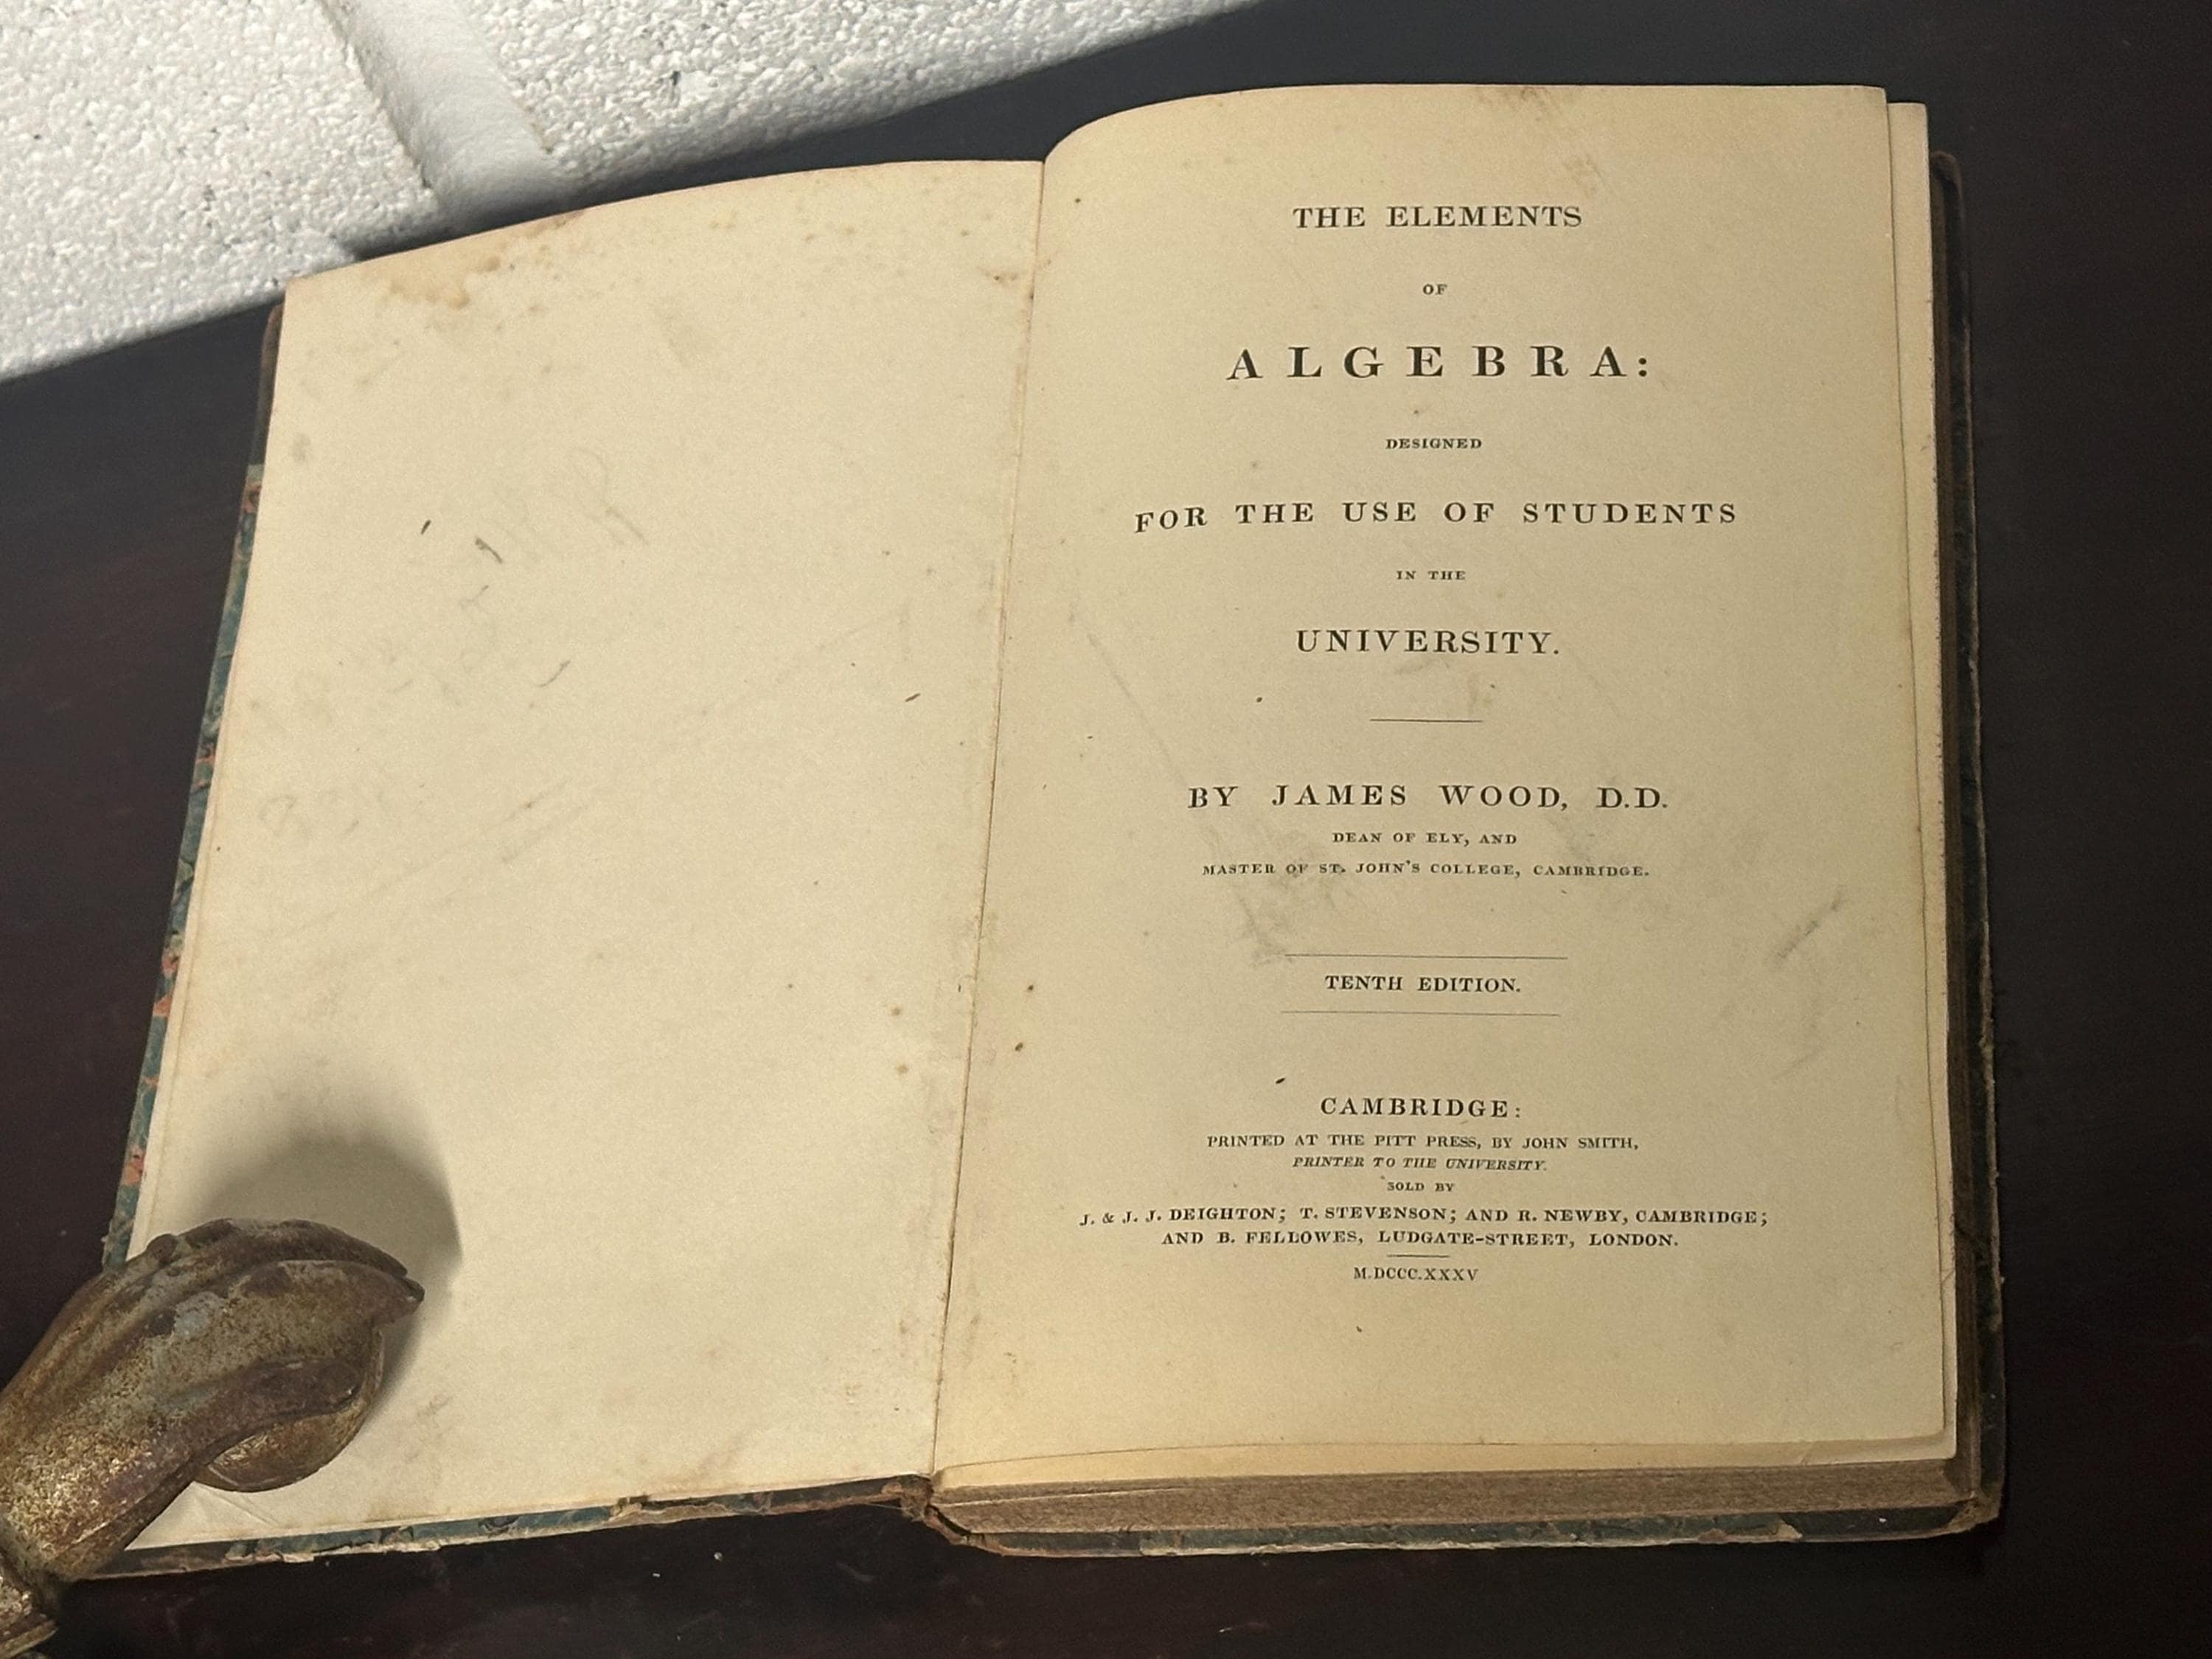 THE ELEMENTS
OF
ALGEBRA:
DESIGNED
FOR THE USE OF STUDENTS
IN THE
UNIVERSITY.
BY JAMES WOOD, D.D.
DEAN OF ELY, AND
MASTER OF ST. JOHN'S COLLEGE, CAMBRIDGE.
TENTH EDITION.
CAMBRIDGE:
PRINTED AT THE PITT PRESS, BY JOHN SMITH,
PRINTER TO THE UNIVERSITY.
SOLD BY
J. & J. J. DEIGHTON; T. STEVENSON; AND R. NEWBY, CAMBRIDGE;
AND B. FELLOWES, LUDGATE-STREET, LONDON.
M.DCCC.XXXV